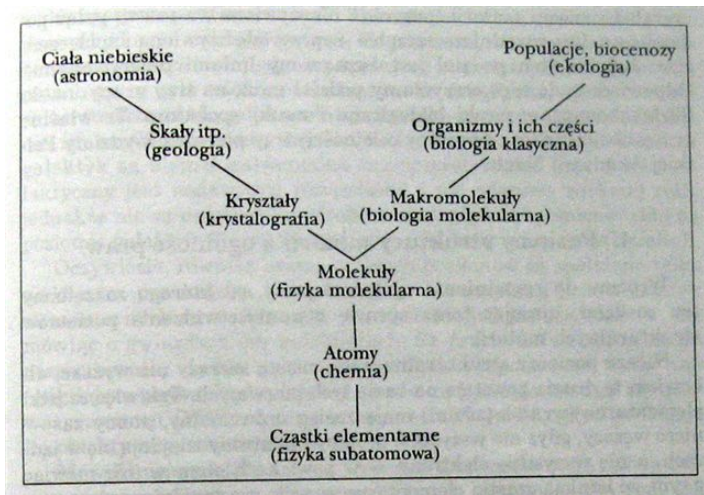 Ciała niebieskie
(astronomia)
Populacje, biocenozy
(ekologia)
Skały itp.
(geologia)
Organizmy i ich części
(biologia klasyczna)
Kryształy
(krystalografia)
Makromolekuły
(biologia molekularna)
Molekuły
(fizyka molekularna)
Atomy
(chemia)
Cząstki elementarne
(fizyka subatomowa)